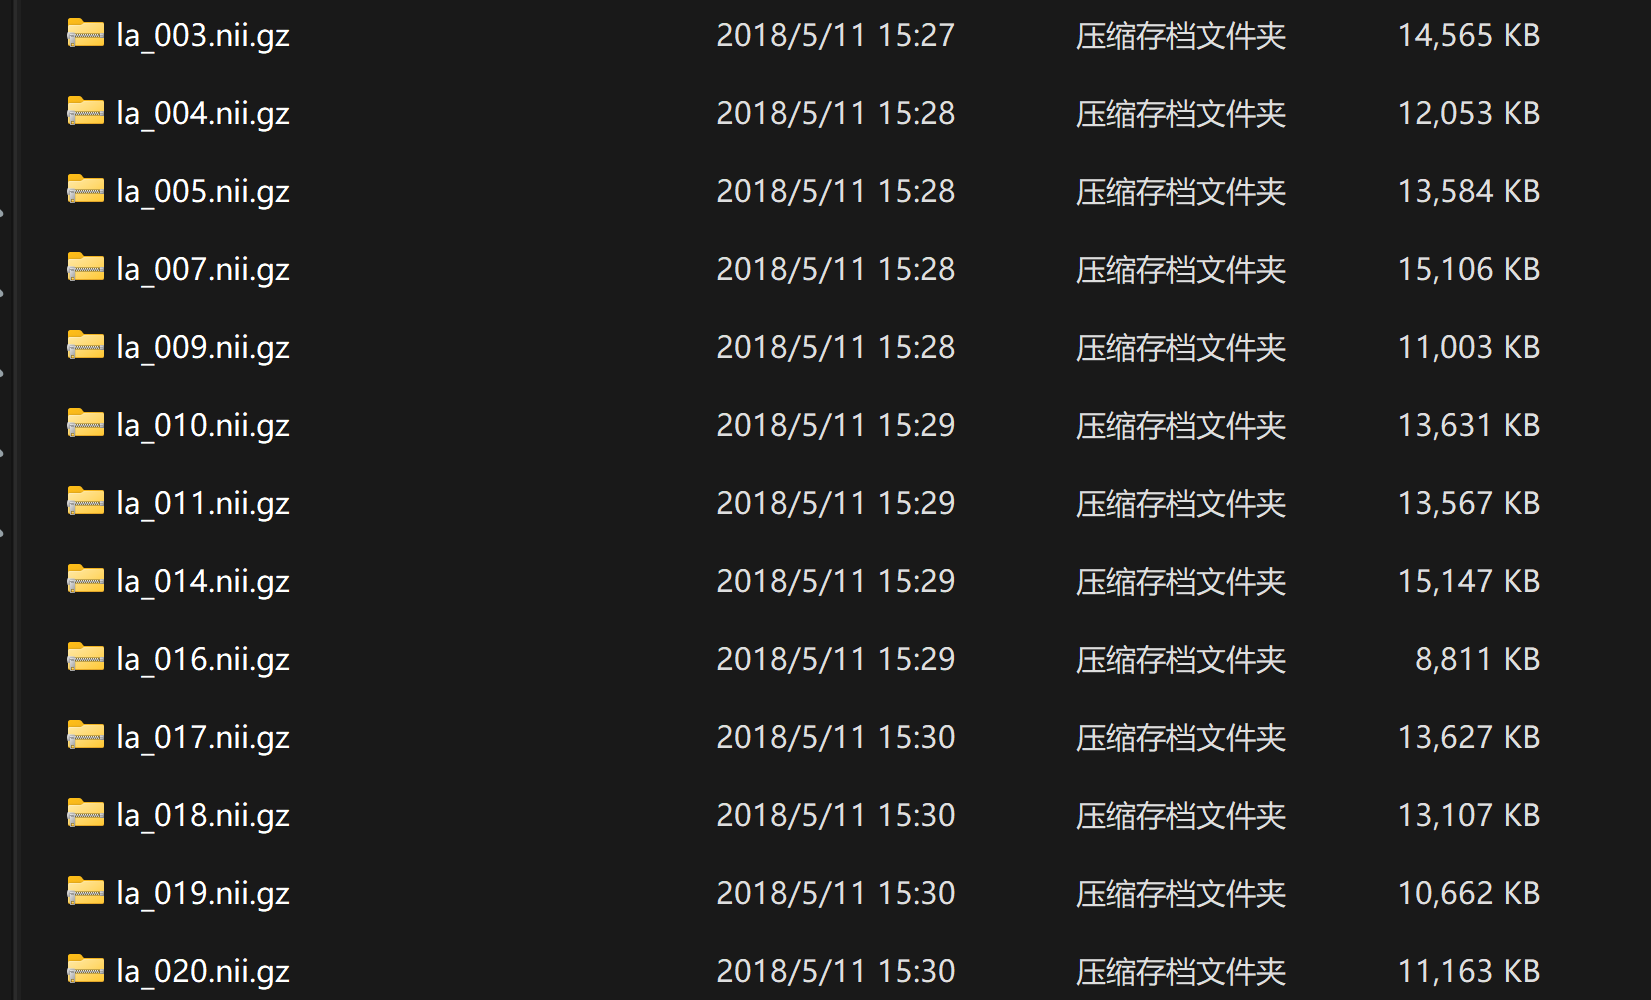 la_003.nii.gz 2018/5/11 15:27 压缩存档文件夹 14,565 KB
la_004.nii.gz 2018/5/11 15:28 压缩存档文件夹 12,053 KB
la_005.nii.gz 2018/5/11 15:28 压缩存档文件夹 13,584 KB
la_007.nii.gz 2018/5/11 15:28 压缩存档文件夹 15,106 KB
la_009.nii.gz 2018/5/11 15:28 压缩存档文件夹 11,003 KB
la_010.nii.gz 2018/5/11 15:29 压缩存档文件夹 13,631 KB
la_011.nii.gz 2018/5/11 15:29 压缩存档文件夹 13,567 KB
la_014.nii.gz 2018/5/11 15:29 压缩存档文件夹 15,147 KB
la_016.nii.gz 2018/5/11 15:29 压缩存档文件夹 8,811 KB
la_017.nii.gz 2018/5/11 15:30 压缩存档文件夹 13,627 KB
la_018.nii.gz 2018/5/11 15:30 压缩存档文件夹 13,107 KB
la_019.nii.gz 2018/5/11 15:30 压缩存档文件夹 10,662 KB
la_020.nii.gz 2018/5/11 15:30 压缩存档文件夹 11,163 KB